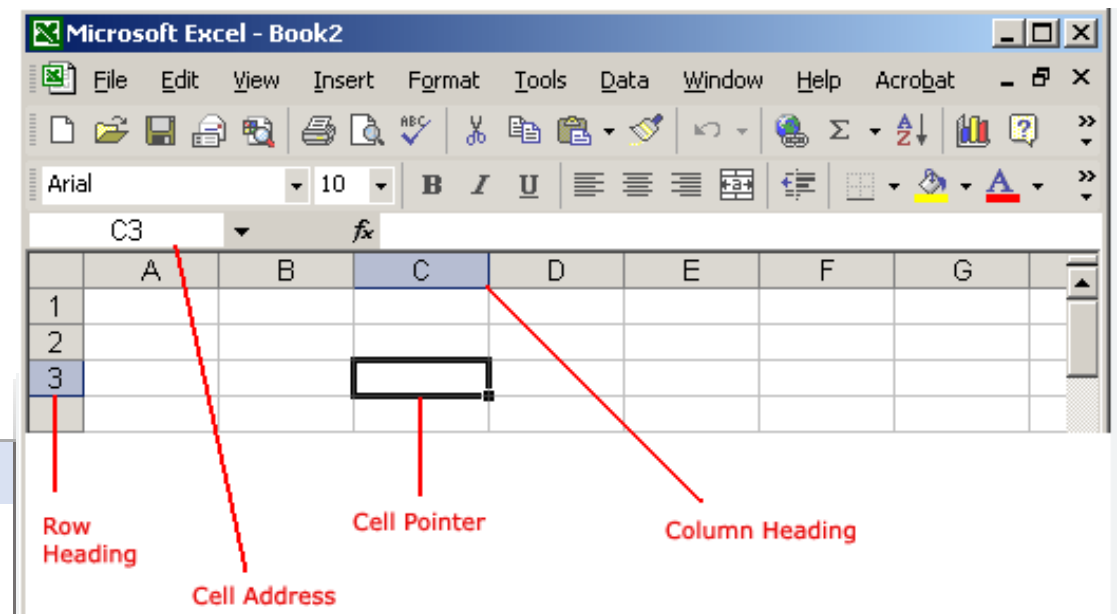 Microsoft Excel - Book2
File Edit View Insert Format Tools Data Window Help Acrobat
ABC Σ A Z ?
Arial 10 B I U a A
C3 fx
A B C D E F G
1
2
3
Row
Heading
Cell Pointer
Column Heading
Cell Address